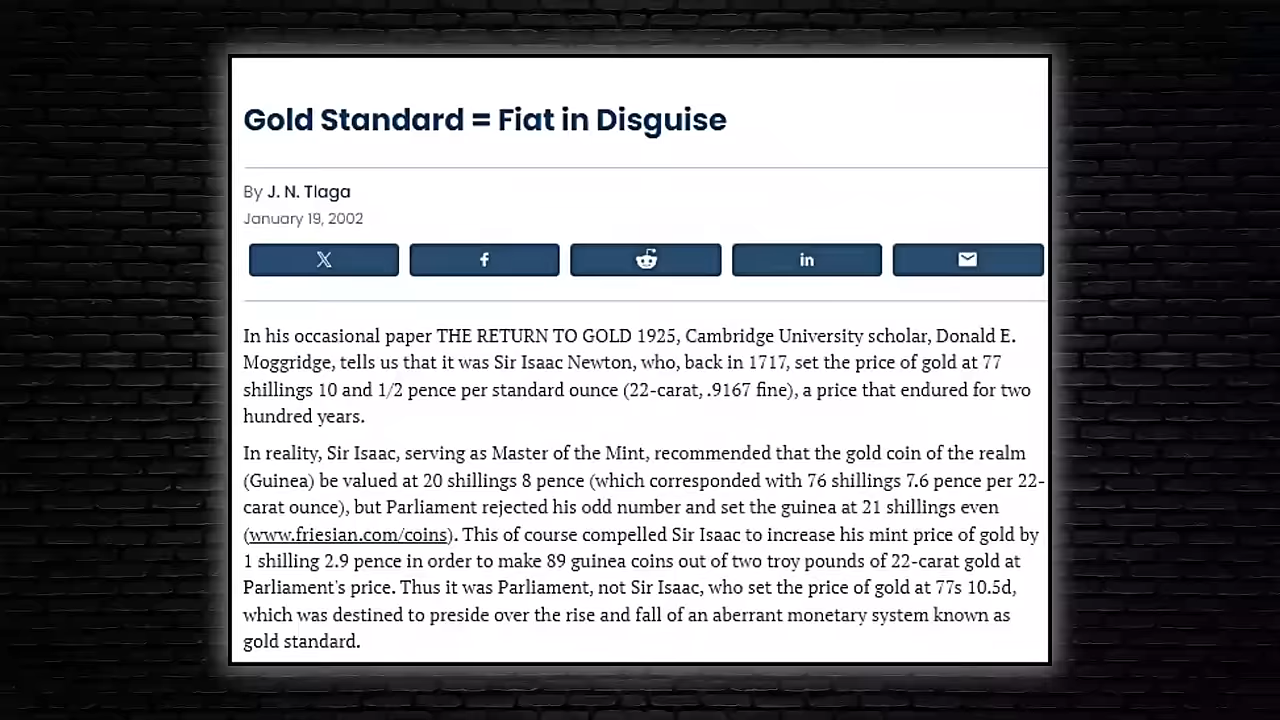 Gold Standard = Fiat in Disguise
By J. N. Tlaga
January 19, 2002
In his occasional paper THE RETURN TO GOLD 1925, Cambridge University scholar, Donald E.
Moggridge, tells us that it was Sir Isaac Newton, who, back in 1717, set the price of gold at 77
shillings 10 and 1/2 pence per standard ounce (22-carat, .9167 fine), a price that endured for two
hundred years.
In reality, Sir Isaac, serving as Master of the Mint, recommended that the gold coin of the realm
(Guinea) be valued at 20 shillings 8 pence (which corresponded with 76 shillings 7.6 pence per 22-
carat ounce), but Parliament rejected his odd number and set the guinea at 21 shillings even
(www.friesian.com/coins). This of course compelled Sir Isaac to increase his mint price of gold by
1 shilling 2.9 pence in order to make 89 guinea coins out of two troy pounds of 22-carat gold at
Parliament's price. Thus it was Parliament, not Sir Isaac, who set the price of gold at 77s 10.5d,
which was destined to preside over the rise and fall of an aberrant monetary system known as
gold standard.